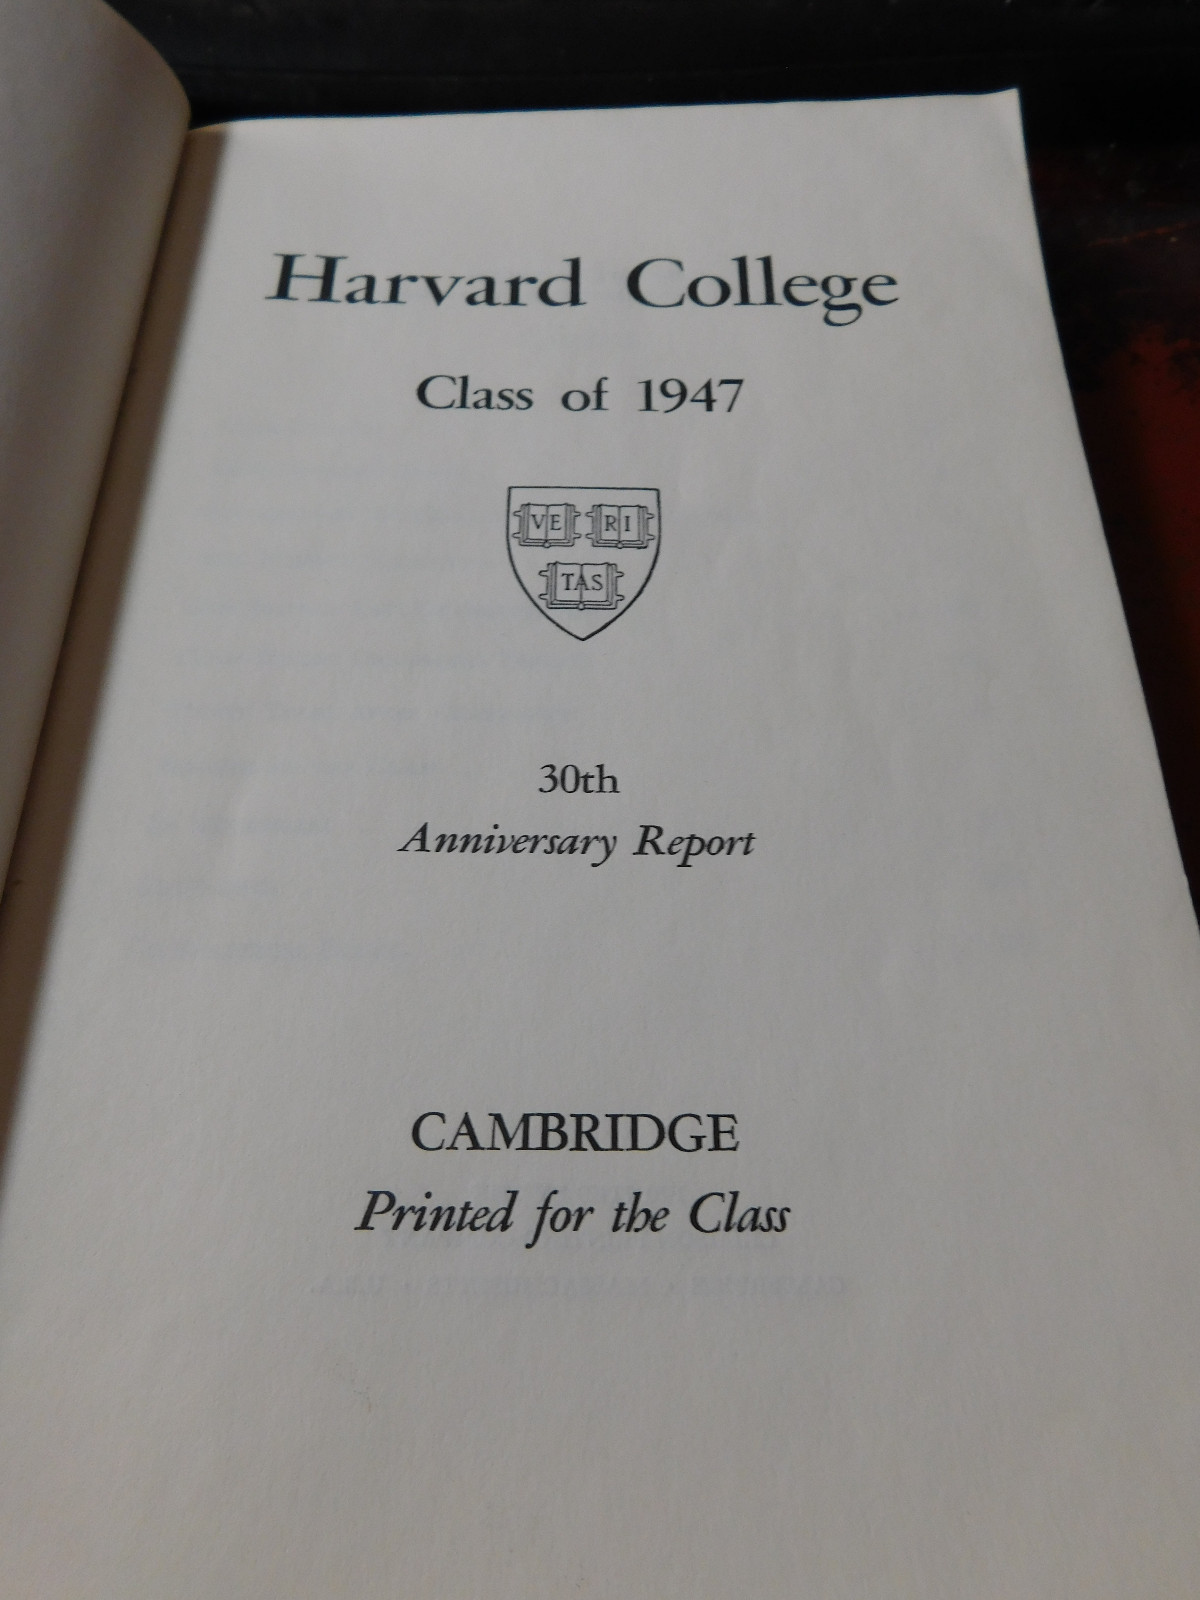 Harvard College
Class of 1947
VE RI
TAS
30th
Anniversary Report
CAMBRIDGE
Printed for the Class